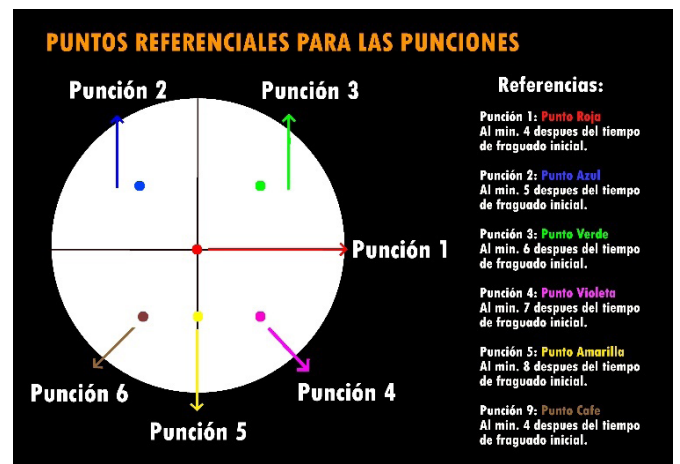 PUNTOS REFERENCIALES PARA LAS PUNCIONES
Punción 2
Punción 3
Punción 1
Punción 6
Punción 4
Punción 5
Referencias:
Punción 1: Punto Roja
Al min. 4 despues del tiempo
de fraguado inicial.
Punción 2: Punto Azul
Al min. 5 despues del tiempo
de fraguado inicial.
Punción 3: Punto Verde
Al min. 6 despues del tiempo
de fraguado inicial.
Punción 4: Punto Violeta
Al min. 7 despues del tiempo
de fraguado inicial.
Punción 5: Punto Amarilla
Al min. 8 despues del tiempo
de fraguado inicial.
Punción 9: Punto Cafe
Al min. 4 despues del tiempo
de fraguado inicial.